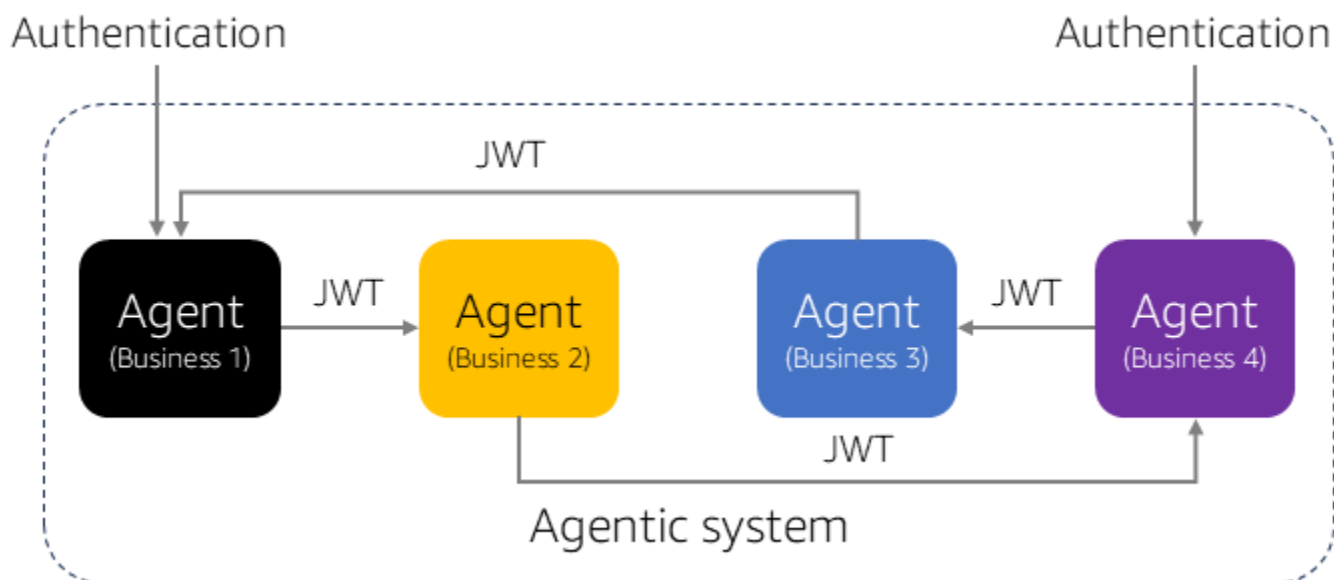 Authentication
Authentication
JWT
Agent
(Business 1)
JWT
Agent
(Business 2)
Agent
(Business 3)
JWT
Agent
(Business 4)
JWT
Agentic system